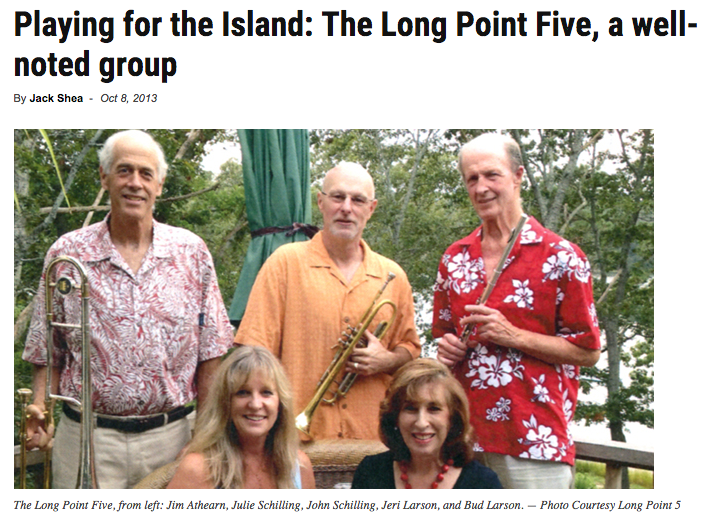 Playing for the Island: The Long Point Five, a well-
noted group
By Jack Shea - Oct 8, 2013
The Long Point Five, from left: Jim Athearn, Julie Schilling, John Schilling, Jeri Larson, and Bud Larson. — Photo Courtesy Long Point 5